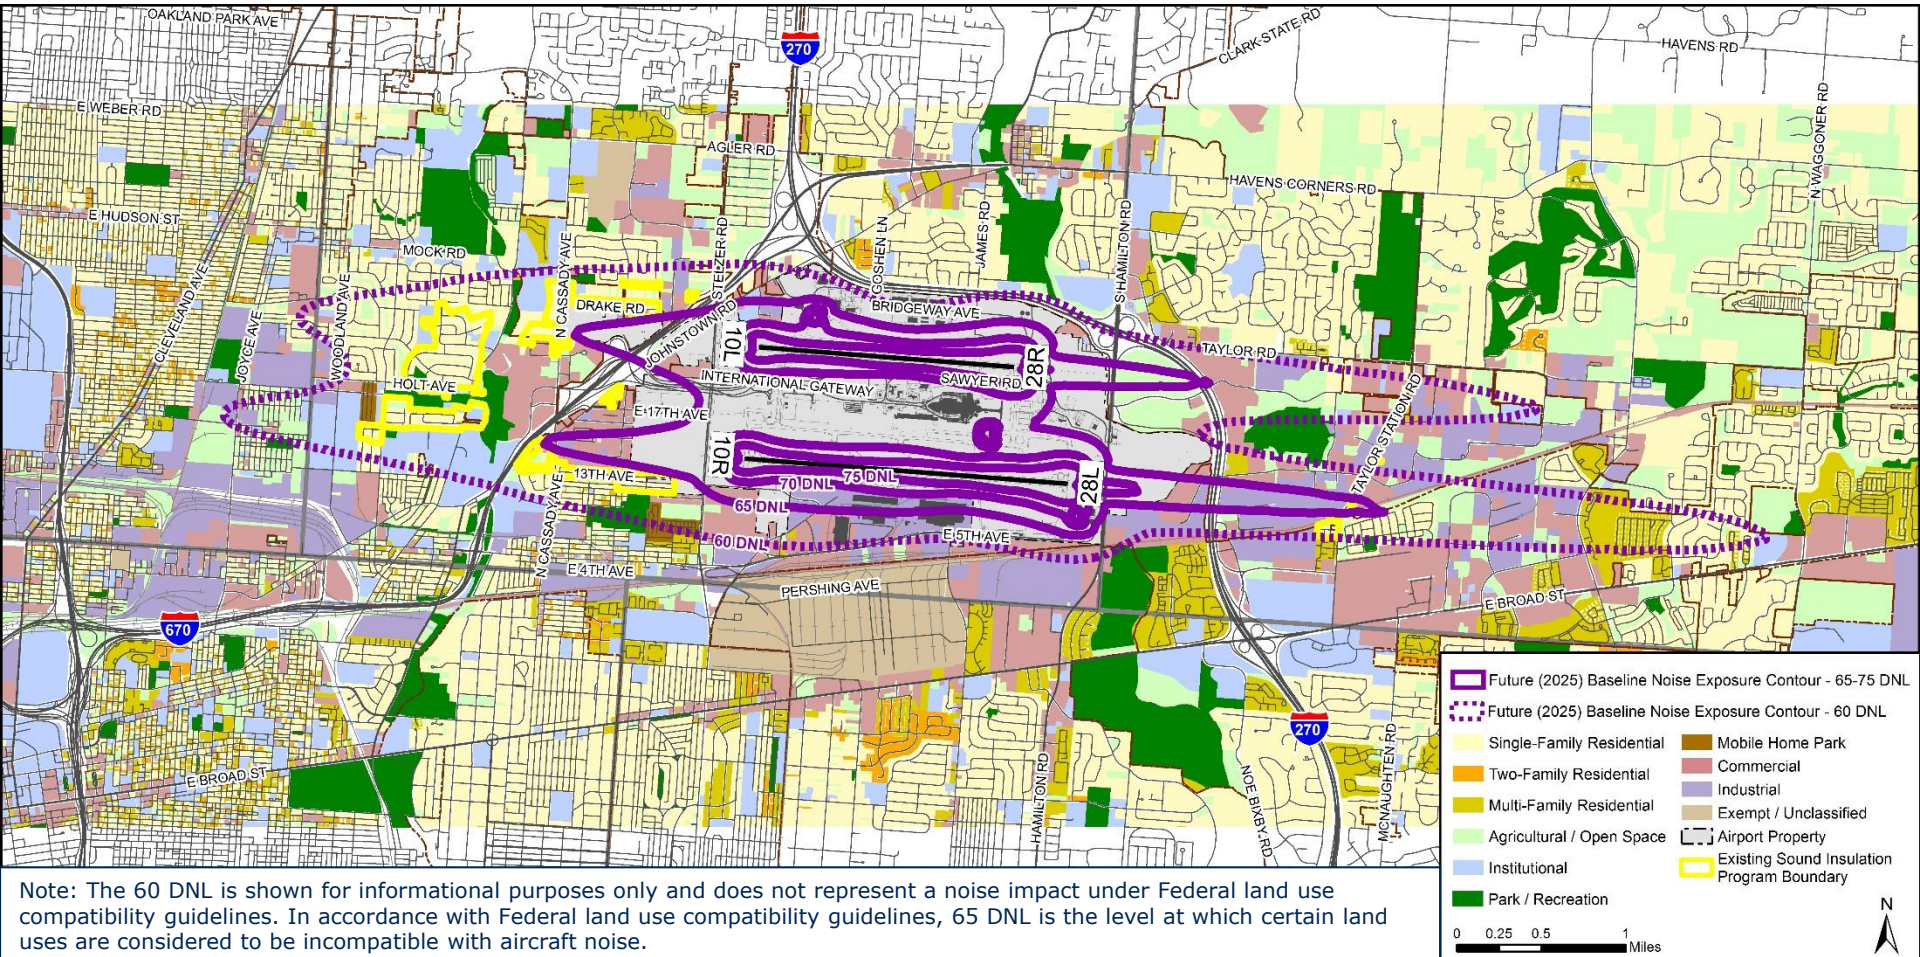 OAKLAND PARK AVE
270
CLARK STATE RD
HAVENS RD
E WEBER RD
N WAGGONER RD
AGLER RD
HAVENS CORNERS RD
E HUDSON ST
MOCK RD
N CASSADY AVE
STELZER RD
GOSHEN LN
JAMES RD
S HAMILTON RD
CLEVELAND AVE
JOYCE AVE
WOODLAND AVE
DRAKE RD
JOHNSTOWN RD
BRIDGEWAY AVE
10L
28R
TAYLOR RD
HOLT AVE
INTERNATIONAL GATEWAY
SAWYER RD
E 17TH AVE
TAYLOR STATION RD
10R
28L
13TH AVE
70 DNL
75 DNL
65 DNL
60 DNL
E 5TH AVE
N CASSADY AVE
E 4TH AVE
PERSHING AVE
E BROAD ST
670
270
E BROAD ST
HAMILTON RD
NOE BIXBY RD
MCNAUGHTEN RD
Future (2025) Baseline Noise Exposure Contour - 65-75 DNL
Future (2025) Baseline Noise Exposure Contour - 60 DNL
Single-Family Residential
Two-Family Residential
Multi-Family Residential
Agricultural / Open Space
Institutional
Park / Recreation
Mobile Home Park
Commercial
Industrial
Exempt / Unclassified
Airport Property
Existing Sound Insulation
Program Boundary
N
0 0.25 0.5 1
Miles
Note: The 60 DNL is shown for informational purposes only and does not represent a noise impact under Federal land use
compatibility guidelines. In accordance with Federal land use compatibility guidelines, 65 DNL is the level at which certain land
uses are considered to be incompatible with aircraft noise.